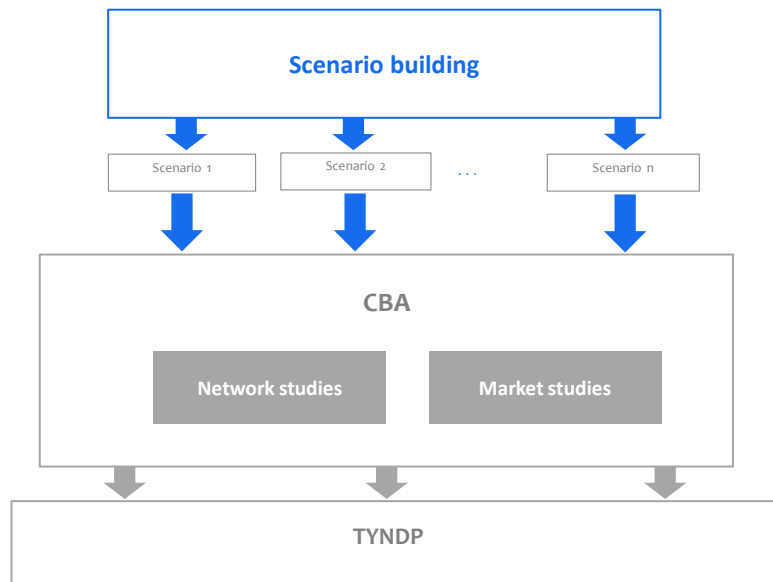 Scenario building
Scenario 1
Scenario 2
...
Scenario n
CBA
Network studies
Market studies
TYNDP